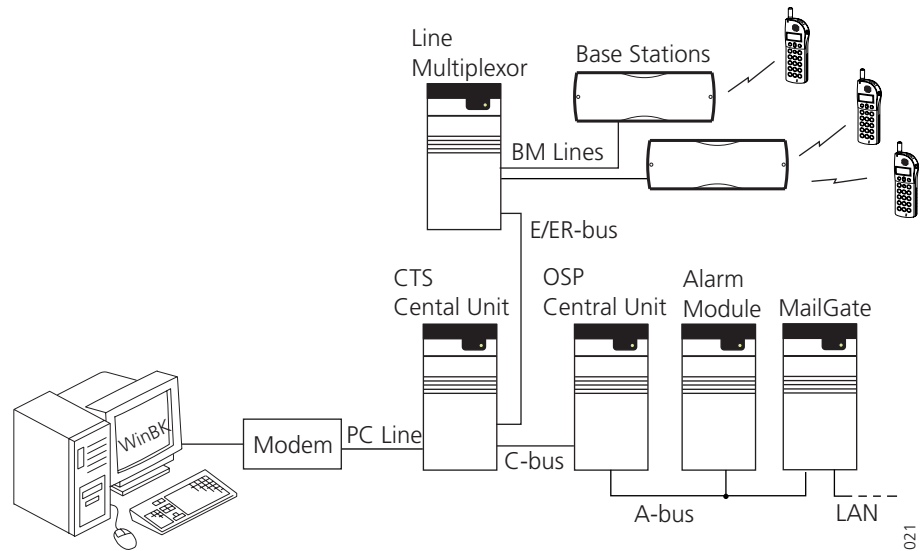 Line
Multiplexor
Base Stations
BM Lines
E/ER-bus
CTS
Cental Unit
OSP
Central Unit
Alarm
Module
MailGate
WinBK
Modem
PC Line
C-bus
A-bus
LAN
021